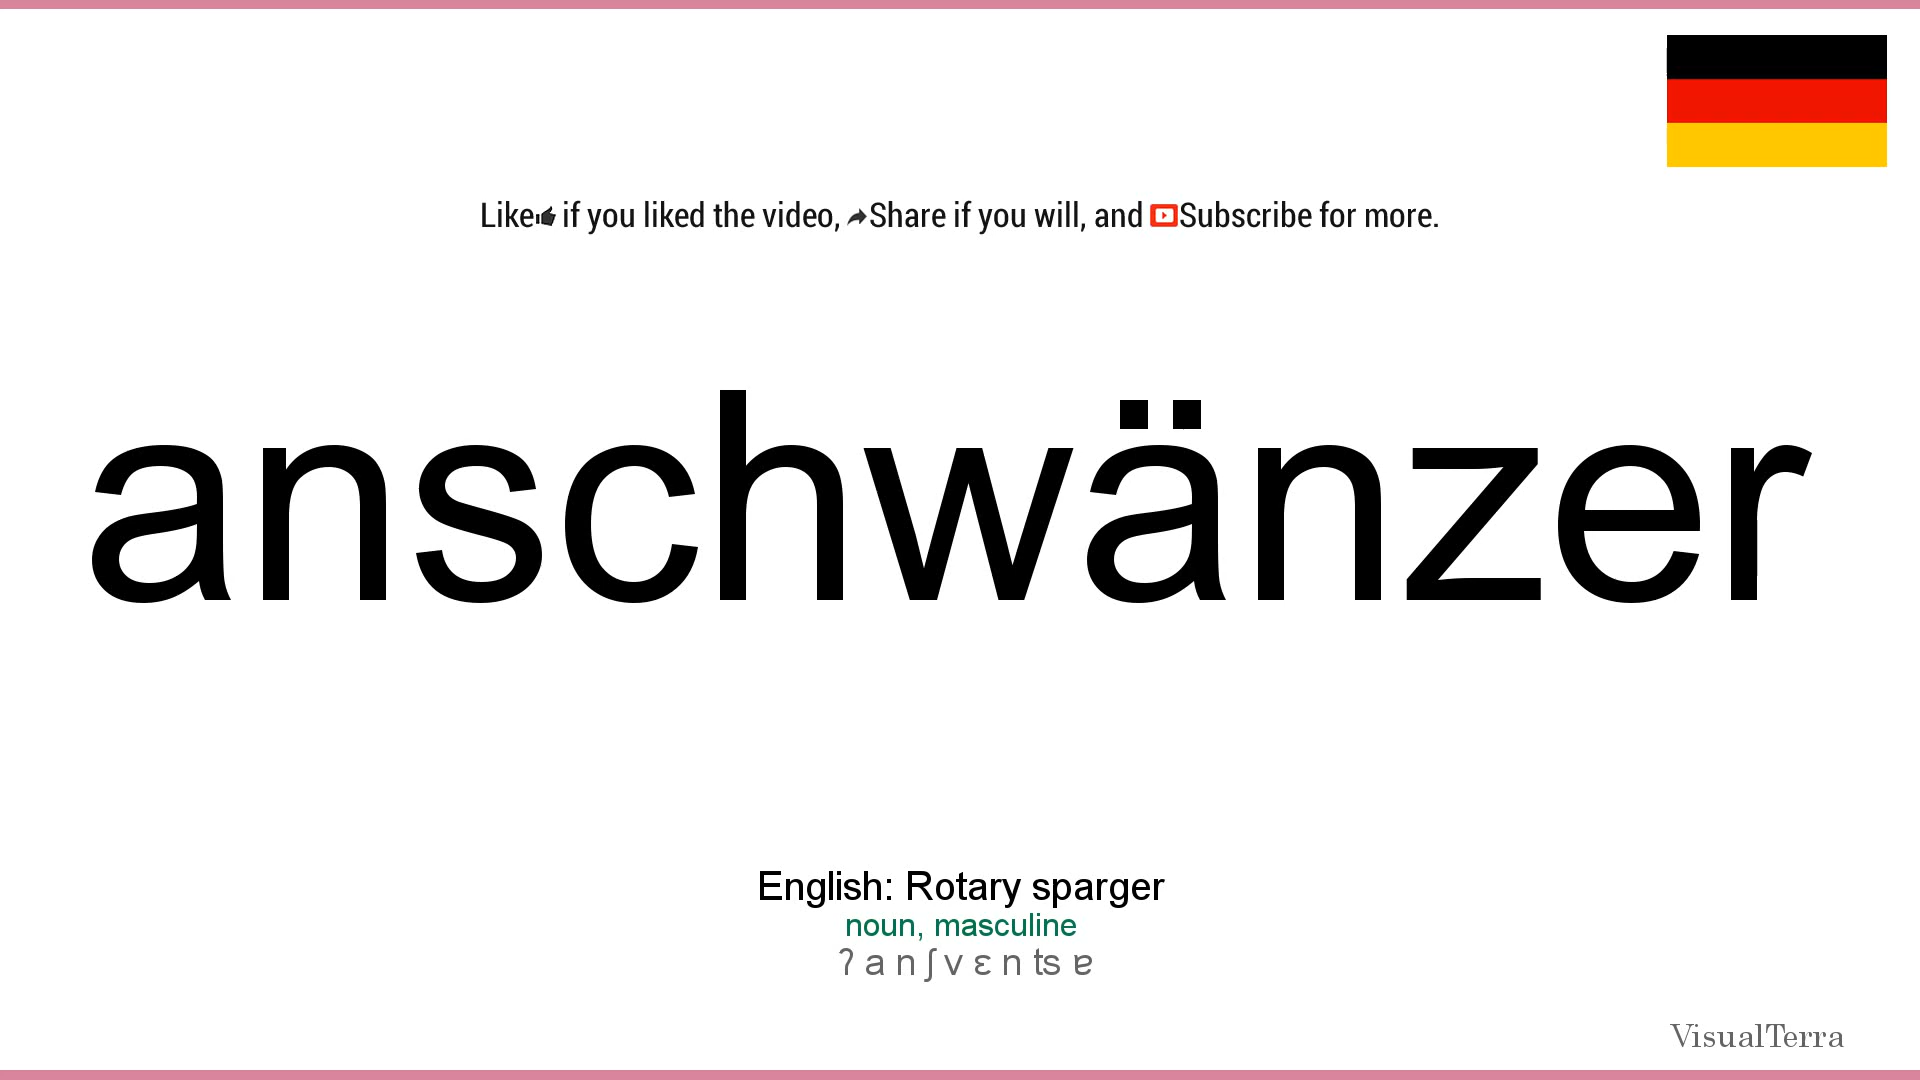 Like if you liked the video, Share if you will, and Subscribe for more.
anschwänzer
English: Rotary sparger
noun, masculine
ʔ a n ʃ v ɛ n ʦ ɐ
VisualTerra